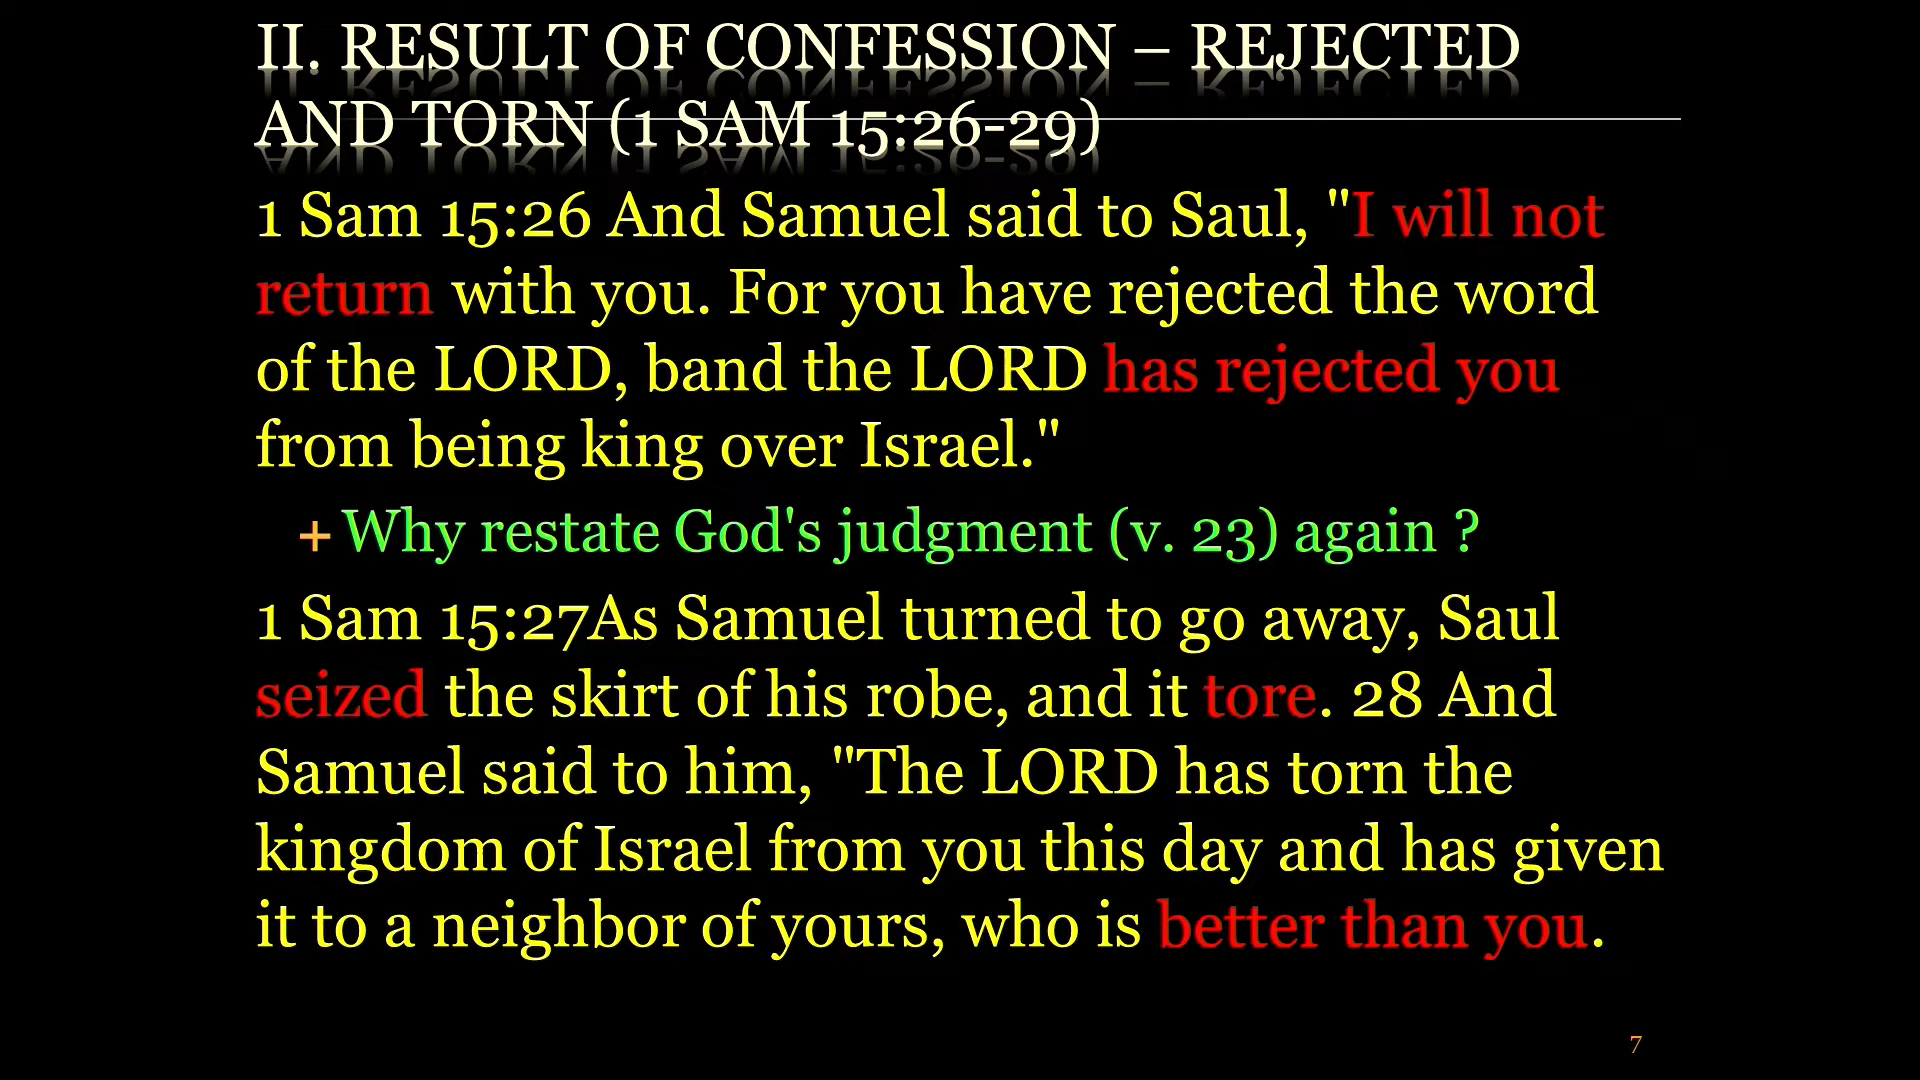 II. RESULT OF CONFESSION – REJECTED
AND TORN (1 SAM 15:26-29)
1 Sam 15:26 And Samuel said to Saul, "I will not
return with you. For you have rejected the word
of the LORD, band the LORD has rejected you
from being king over Israel."
+ Why restate God's judgment (v. 23) again ?
1 Sam 15:27As Samuel turned to go away, Saul
seized the skirt of his robe, and it tore. 28 And
Samuel said to him, "The LORD has torn the
kingdom of Israel from you this day and has given
it to a neighbor of yours, who is better than you.
7